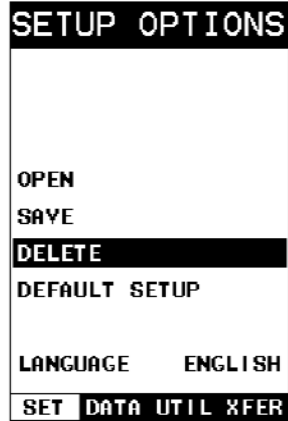 SETUP OPTIONS
OPEN
SAVE
DELETE
DEFAULT SETUP
LANGUAGE ENGLISH
SET DATA UTIL XFER